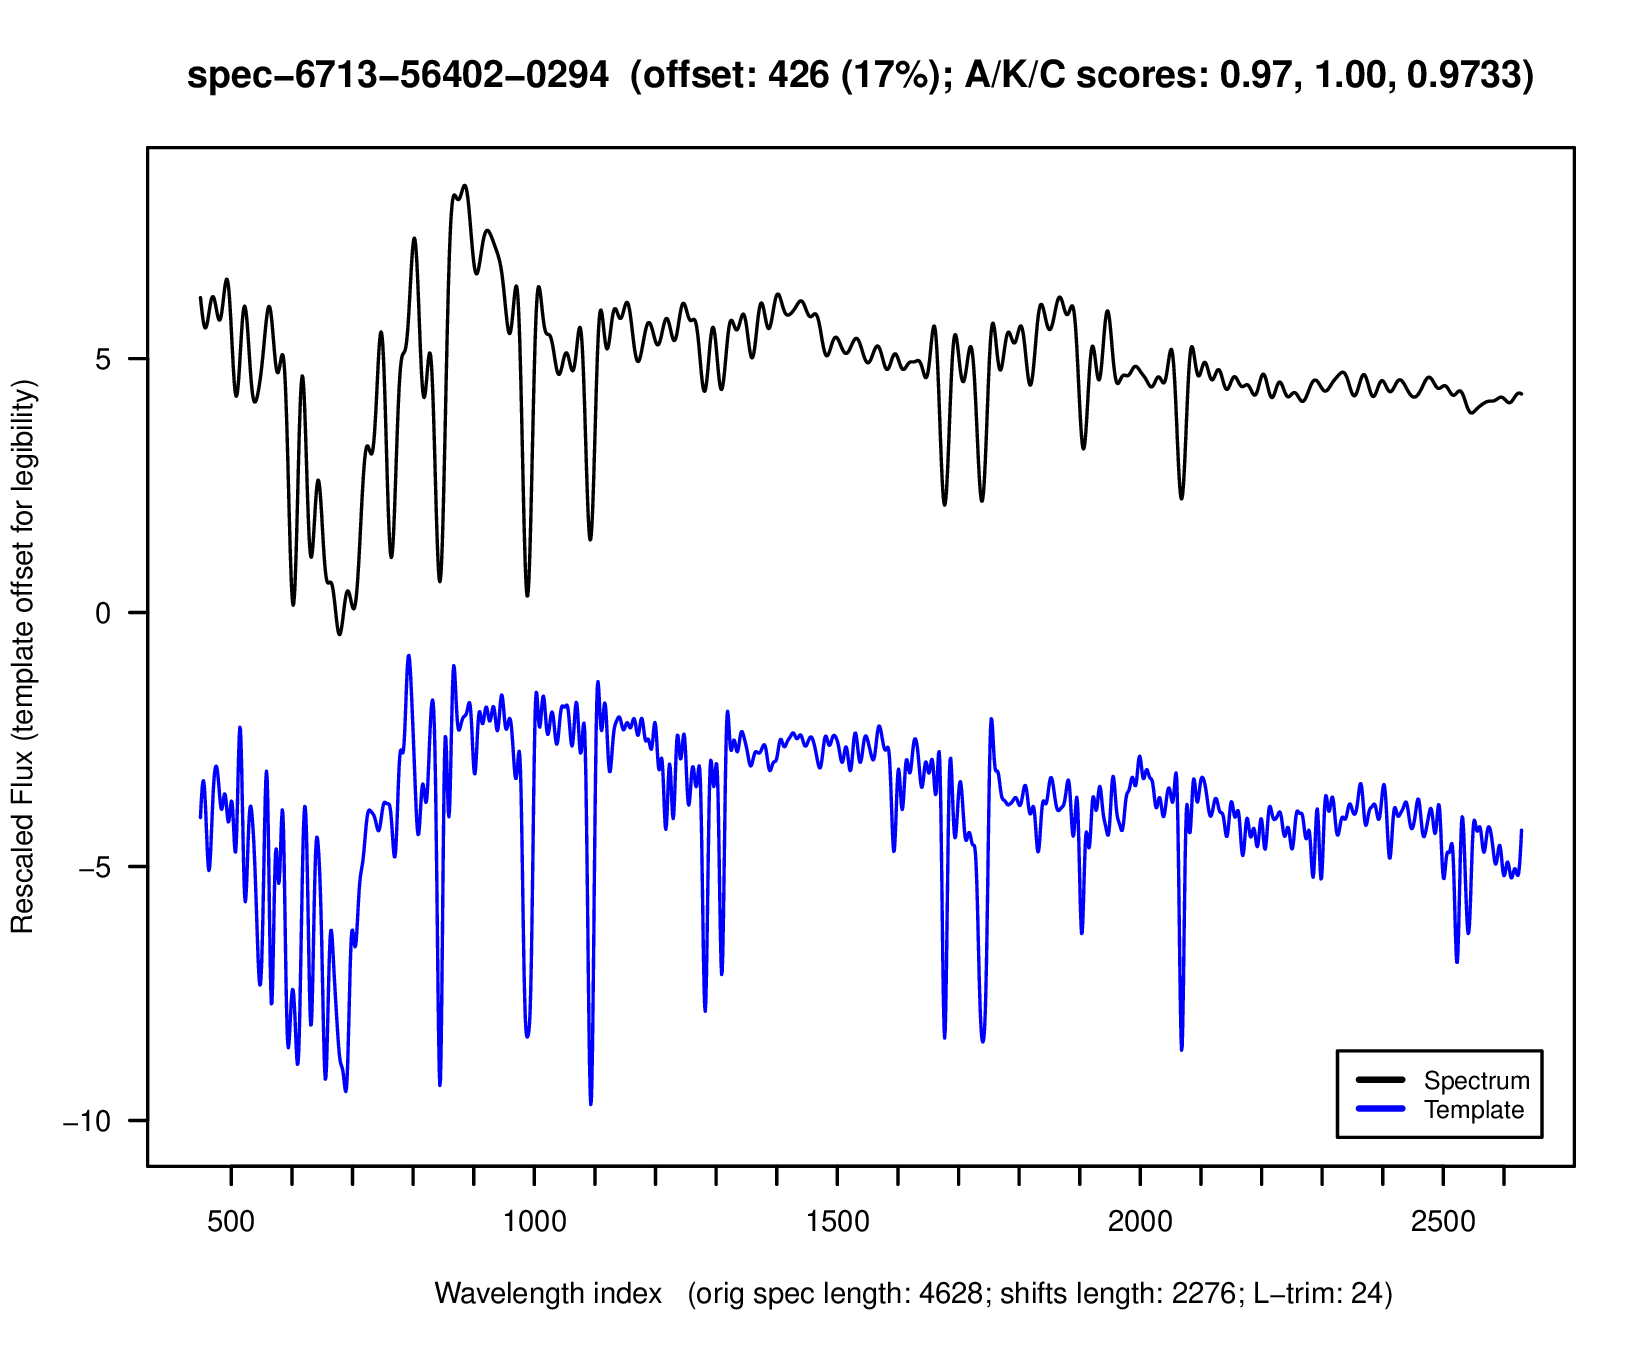 spec−6713−56402−0294 (offset: 426 (17%); A/K/C scores: 0.97, 1.00, 0.9733)
Rescaled Flux (template offset for legibility)
5
0
−5
−10
Spectrum
Template
500 1000 1500 2000 2500
Wavelength index (orig spec length: 4628; shifts length: 2276; L−trim: 24)